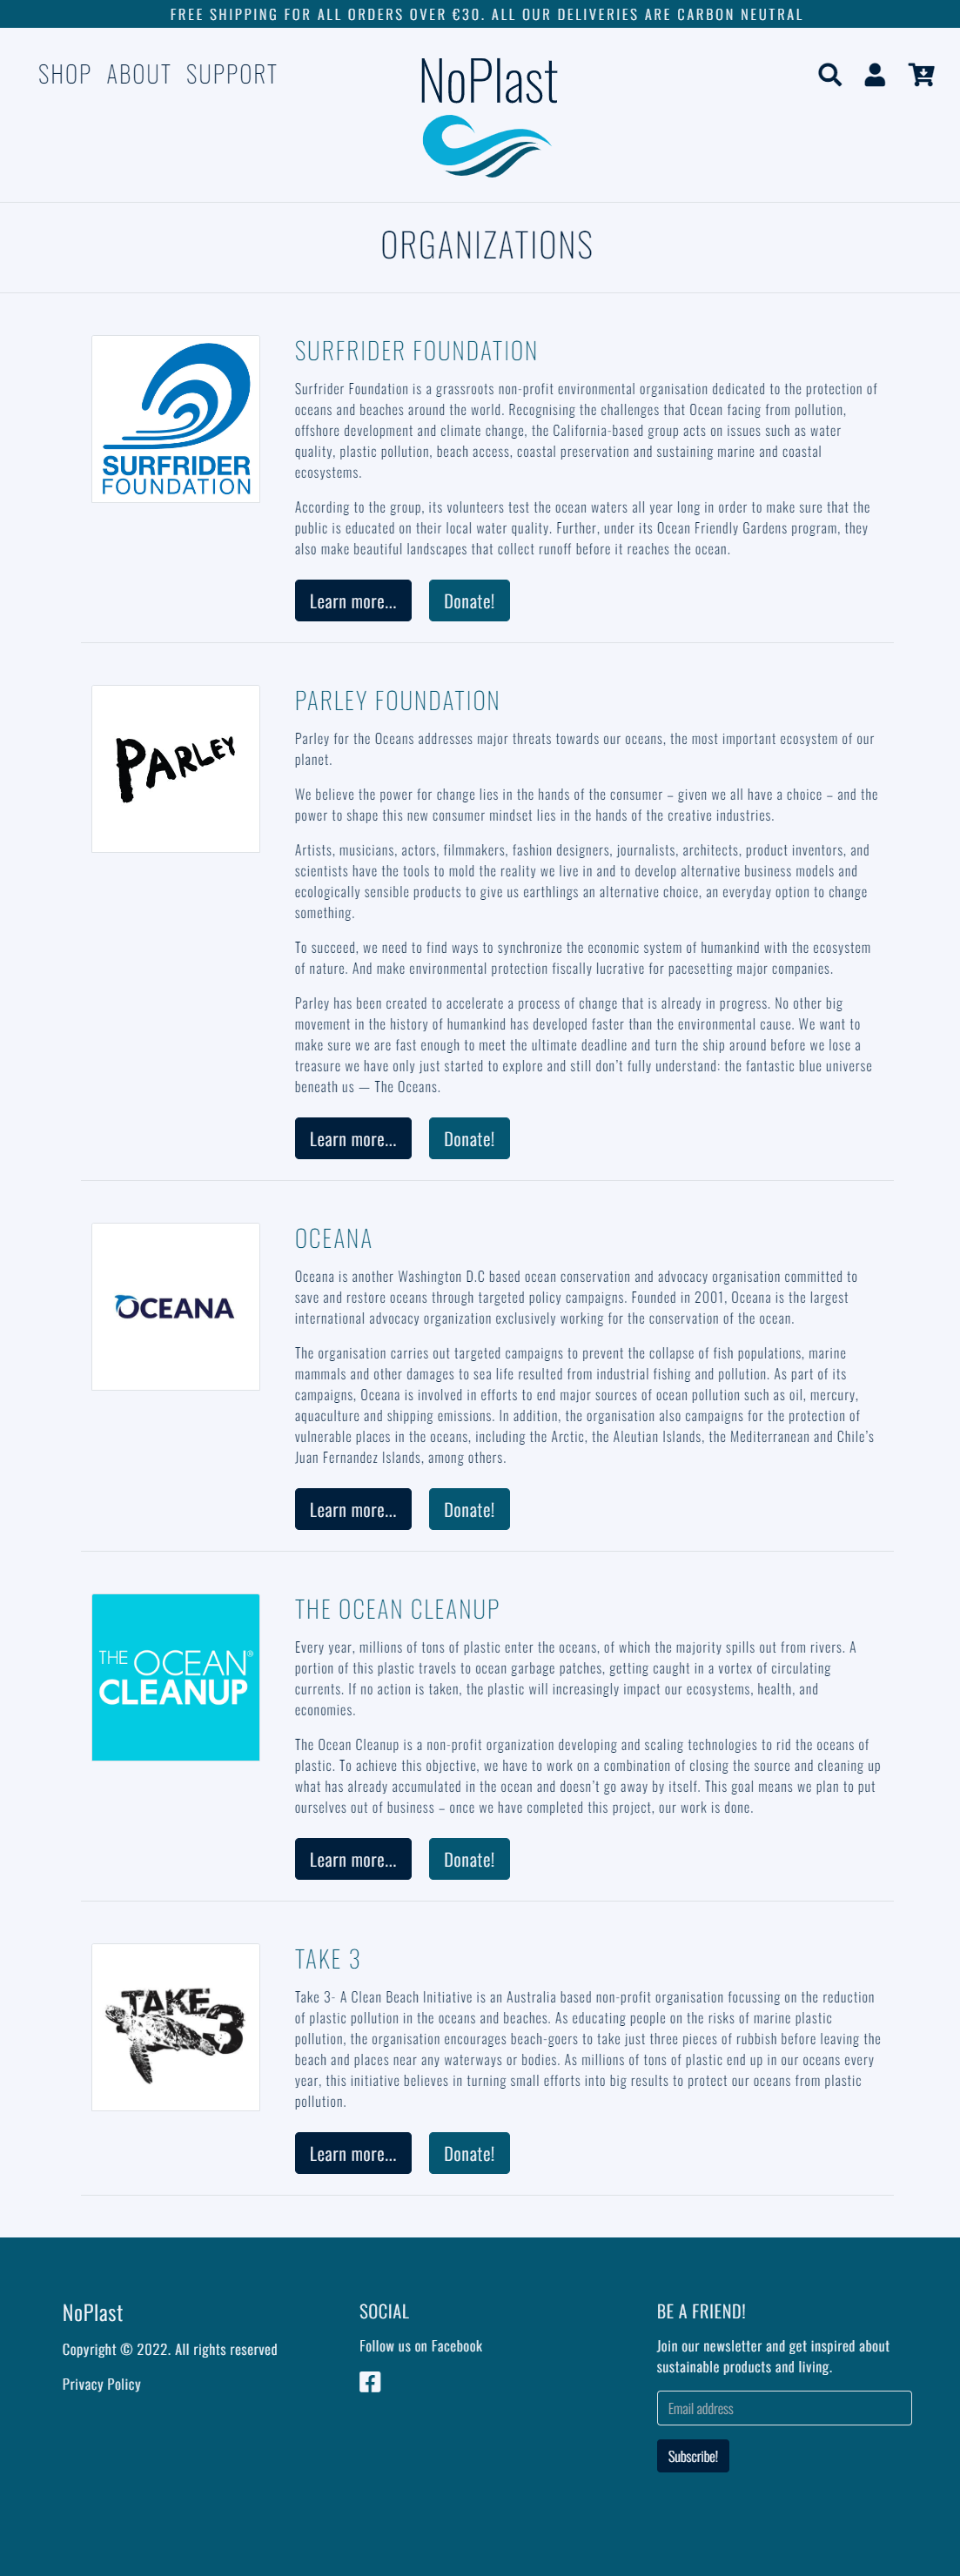 FREE SHIPPING FOR ALL ORDERS OVER €30. ALL OUR DELIVERIES ARE CARBON NEUTRAL
SHOP ABOUT SUPPORT
NoPlast
ORGANIZATIONS
SURFRIDER
FOUNDATION
SURFRIDER FOUNDATION
Surfrider Foundation is a grassroots non-profit environmental organisation dedicated to the protection of
oceans and beaches around the world. Recognising the challenges that Ocean facing from pollution,
offshore development and climate change, the California-based group acts on issues such as water
quality, plastic pollution, beach access, coastal preservation and sustaining marine and coastal
ecosystems.
According to the group, its volunteers test the ocean waters all year long in order to make sure that the
public is educated on their local water quality. Further, under its Ocean Friendly Gardens program, they
also make beautiful landscapes that collect runoff before it reaches the ocean.
Learn more... Donate!
PARLEY
PARLEY FOUNDATION
Parley for the Oceans addresses major threats towards our oceans, the most important ecosystem of our
planet.
We believe the power for change lies in the hands of the consumer – given we all have a choice – and the
power to shape this new consumer mindset lies in the hands of the creative industries.
Artists, musicians, actors, filmmakers, fashion designers, journalists, architects, product inventors, and
scientists have the tools to mold the reality we live in and to develop alternative business models and
ecologically sensible products to give us earthlings an alternative choice, an everyday option to change
something.
To succeed, we need to find ways to synchronize the economic system of humankind with the ecosystem
of nature. And make environmental protection fiscally lucrative for pacesetting major companies.
Parley has been created to accelerate a process of change that is already in progress. No other big
movement in the history of humankind has developed faster than the environmental cause. We want to
make sure we are fast enough to meet the ultimate deadline and turn the ship around before we lose a
treasure we have only just started to explore and still don’t fully understand: the fantastic blue universe
beneath us — The Oceans.
Learn more... Donate!
OCEANA
OCEANA
Oceana is another Washington D.C based ocean conservation and advocacy organisation committed to
save and restore oceans through targeted policy campaigns. Founded in 2001, Oceana is the largest
international advocacy organization exclusively working for the conservation of the ocean.
The organisation carries out targeted campaigns to prevent the collapse of fish populations, marine
mammals and other damages to sea life resulted from industrial fishing and pollution. As part of its
campaigns, Oceana is involved in efforts to end major sources of ocean pollution such as oil, mercury,
aquaculture and shipping emissions. In addition, the organisation also campaigns for the protection of
vulnerable places in the oceans, including the Arctic, the Aleutian Islands, the Mediterranean and Chile’s
Juan Fernandez Islands, among others.
Learn more... Donate!
THE OCEAN®
CLEANUP
THE OCEAN CLEANUP
Every year, millions of tons of plastic enter the oceans, of which the majority spills out from rivers. A
portion of this plastic travels to ocean garbage patches, getting caught in a vortex of circulating
currents. If no action is taken, the plastic will increasingly impact our ecosystems, health, and
economies.
The Ocean Cleanup is a non-profit organization developing and scaling technologies to rid the oceans of
plastic. To achieve this objective, we have to work on a combination of closing the source and cleaning up
what has already accumulated in the ocean and doesn’t go away by itself. This goal means we plan to put
ourselves out of business – once we have completed this project, our work is done.
Learn more... Donate!
TAKE
3
TAKE 3
Take 3- A Clean Beach Initiative is an Australia based non-profit organisation focussing on the reduction
of plastic pollution in the oceans and beaches. As educating people on the risks of marine plastic
pollution, the organisation encourages beach-goers to take just three pieces of rubbish before leaving the
beach and places near any waterways or bodies. As millions of tons of plastic end up in our oceans every
year, this initiative believes in turning small efforts into big results to protect our oceans from plastic
pollution.
Learn more... Donate!
NoPlast
Copyright © 2022. All rights reserved
Privacy Policy
SOCIAL
Follow us on Facebook
BE A FRIEND!
Join our newsletter and get inspired about
sustainable products and living.
Email address
Subscribe!